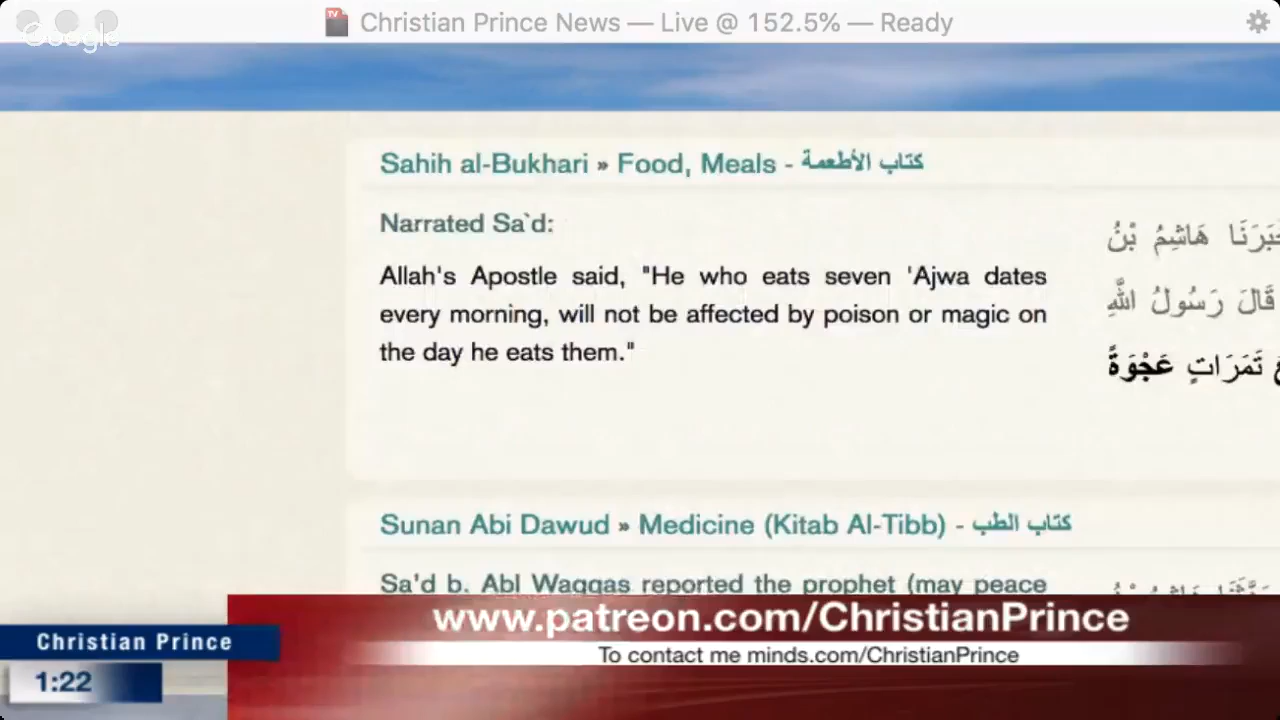 Christian Prince News — Live @ 152.5% — Ready
Google
Sahih al-Bukhari » Food, Meals - كتاب الأطعمة
Narrated Sa`d:
Allah's Apostle said, "He who eats seven 'Ajwa dates
every morning, will not be affected by poison or magic on
the day he eats them."
هَاشِمُ بْنُ
قَالَ رَسُولُ اللَّهِ
تَمَرَاتٍ عَجْوَةً
Sunan Abi Dawud » Medicine (Kitab Al-Tibb) - كتاب الطب
Sa'd b. Abl Waqqas reported the prophet (may peace
www.patreon.com/ChristianPrince
To contact me minds.com/ChristianPrince
Christian Prince
1:22